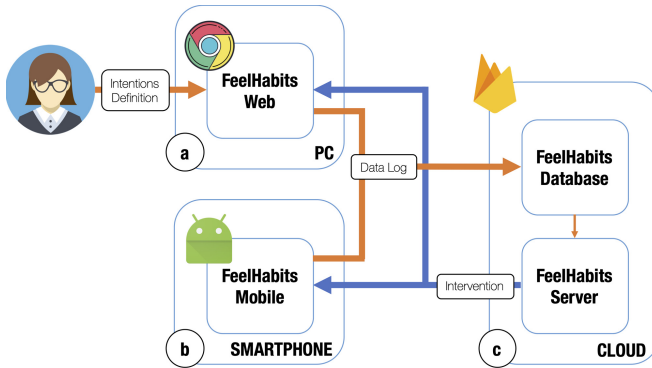 Intentions
Definition
FeelHabits
Web
a
PC
Data Log
FeelHabits
Database
FeelHabits
Mobile
b
SMARTPHONE
Intervention
FeelHabits
Server
c
CLOUD